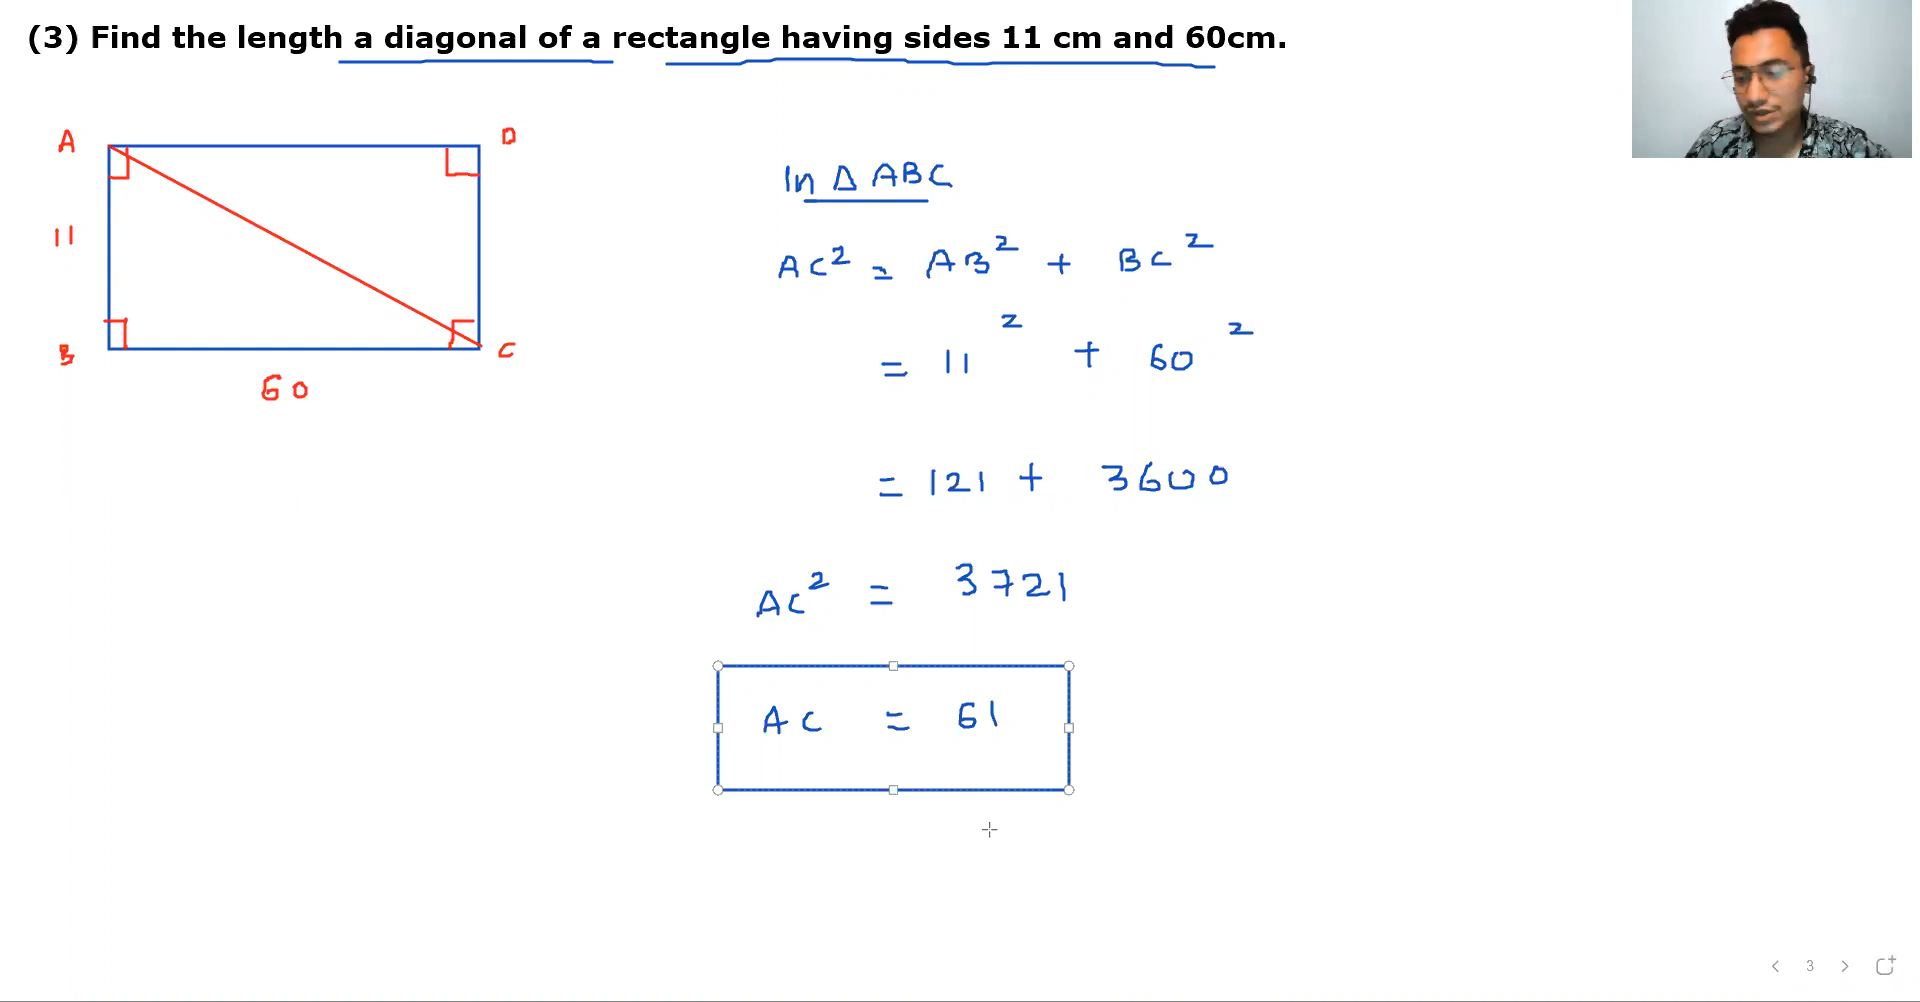 (3) Find the length a diagonal of a rectangle having sides 11 cm and 60cm.
A
D
11
B
C
60
In Δ ABC
AC² = AB² + BC²
= 11² + 60²
= 121 + 3600
AC² = 3721
AC = 61
3